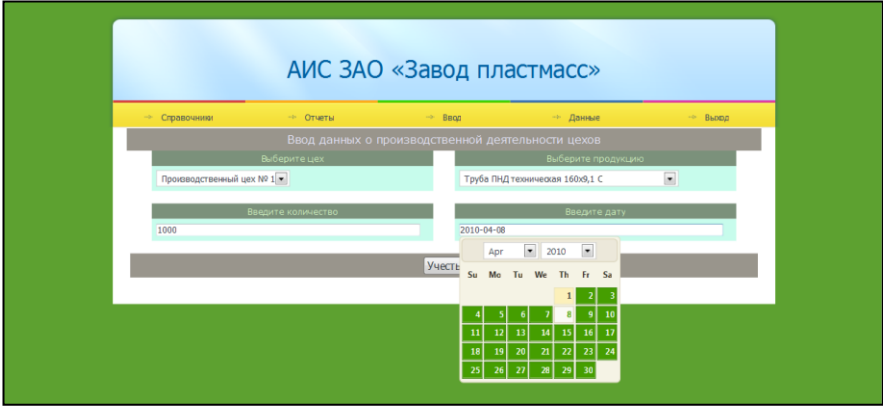 АИС ЗАО «Завод пластмасс»
Справочники Отчеты Ввод Данные Выход
Ввод данных о производственной деятельности цехов
Выберите цех Выберите продукцию
Производственный цех № 1 Труба ПНД техническая 160x9,1 С
Введите количество Введите дату
1000 2010-04-08
Учесть
Apr 2010
Su Mo Tu We Th Fr Sa
1 2 3
4 5 6 7 8 9 10
11 12 13 14 15 16 17
18 19 20 21 22 23 24
25 26 27 28 29 30